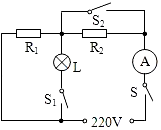 S₂
R₁ R₂
L A
S₁ S
220V